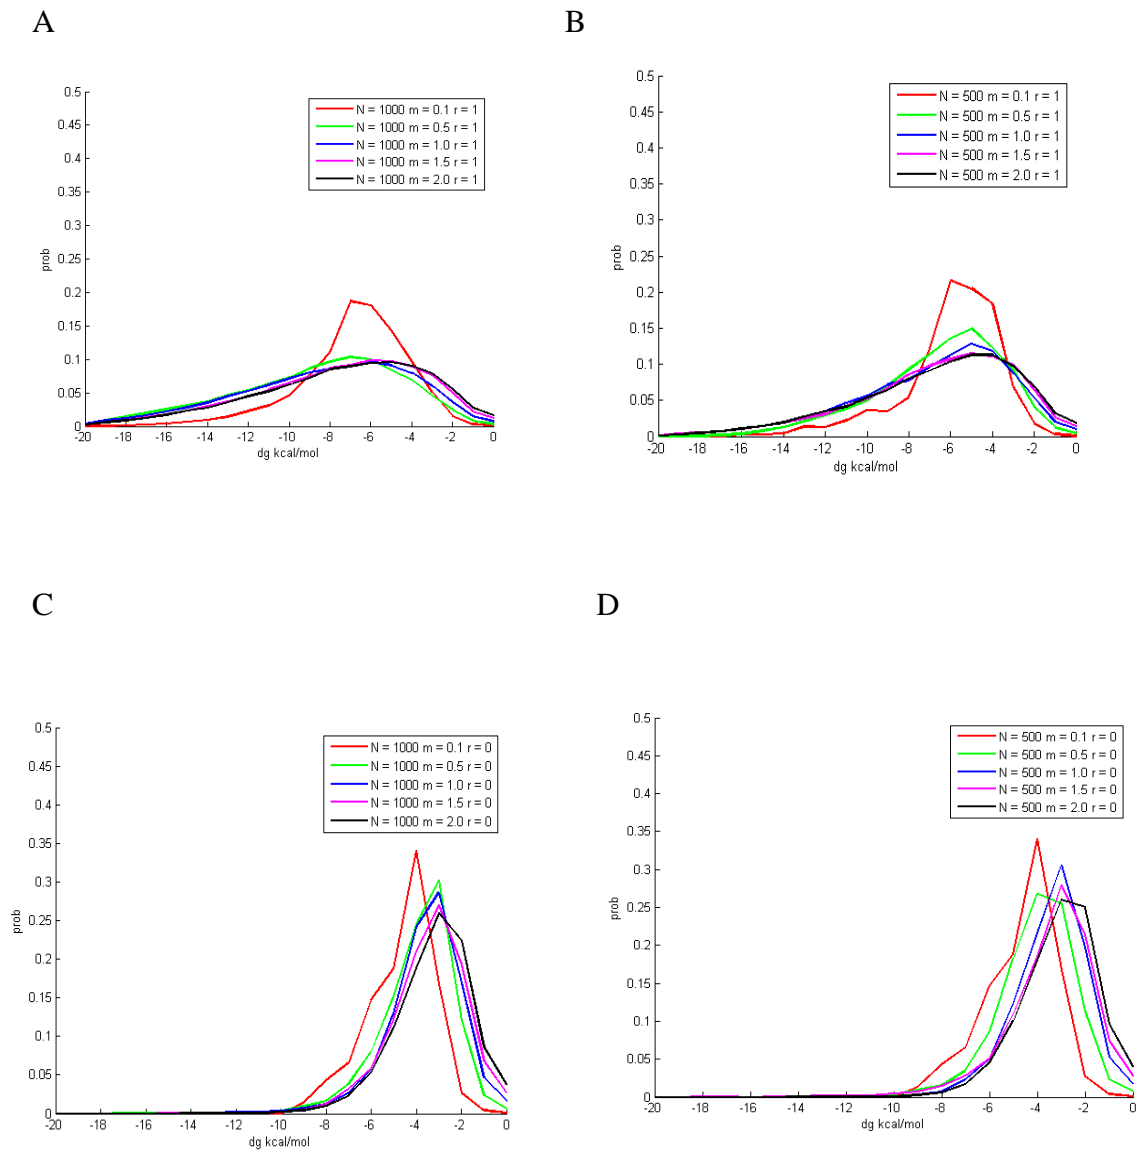 A
B
0.5
0.45
0.4
0.35
0.3
0.25
0.2
0.15
0.1
0.05
0
prob
-20 -18 -16 -14 -12 -10 -8 -6 -4 -2 0
dg kcal/mol
N = 1000 m = 0.1 r = 1
N = 1000 m = 0.5 r = 1
N = 1000 m = 1.0 r = 1
N = 1000 m = 1.5 r = 1
N = 1000 m = 2.0 r = 1
0.5
0.45
0.4
0.35
0.3
0.25
0.2
0.15
0.1
0.05
0
prob
-20 -18 -16 -14 -12 -10 -8 -6 -4 -2 0
dg kcal/mol
N = 500 m = 0.1 r = 1
N = 500 m = 0.5 r = 1
N = 500 m = 1.0 r = 1
N = 500 m = 1.5 r = 1
N = 500 m = 2.0 r = 1
C
D
0.5
0.45
0.4
0.35
0.3
0.25
0.2
0.15
0.1
0.05
0
prob
-20 -18 -16 -14 -12 -10 -8 -6 -4 -2 0
dg kcal/mol
N = 1000 m = 0.1 r = 0
N = 1000 m = 0.5 r = 0
N = 1000 m = 1.0 r = 0
N = 1000 m = 1.5 r = 0
N = 1000 m = 2.0 r = 0
0.5
0.45
0.4
0.35
0.3
0.25
0.2
0.15
0.1
0.05
0
prob
-20 -18 -16 -14 -12 -10 -8 -6 -4 -2 0
dg kcal/mol
N = 500 m = 0.1 r = 0
N = 500 m = 0.5 r = 0
N = 500 m = 1.0 r = 0
N = 500 m = 1.5 r = 0
N = 500 m = 2.0 r = 0